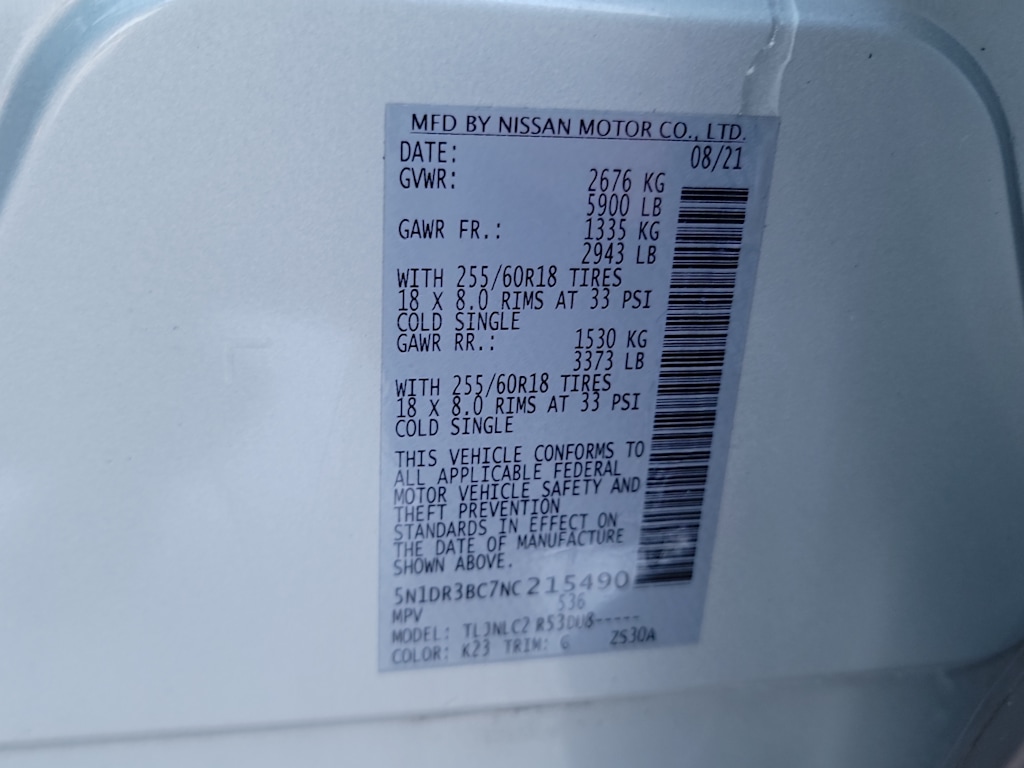 MFD BY NISSAN MOTOR CO., LTD.
DATE: 08/21
GVWR: 2676 KG
5900 LB
GAWR FR.: 1335 KG
2943 LB
WITH 255/60R18 TIRES
18 X 8.0 RIMS AT 33 PSI
COLD SINGLE
GAWR RR.: 1530 KG
3373 LB
WITH 255/60R18 TIRES
18 X 8.0 RIMS AT 33 PSI
COLD SINGLE
THIS VEHICLE CONFORMS TO
ALL APPLICABLE FEDERAL
MOTOR VEHICLE SAFETY AND
THEFT PREVENTION
STANDARDS IN EFFECT ON
THE DATE OF MANUFACTURE
SHOWN ABOVE.
5N1DR3BC7NC215490
MPV 536
MODEL: R53DU8-----
COLOR: K23 TRIM: G 2530A